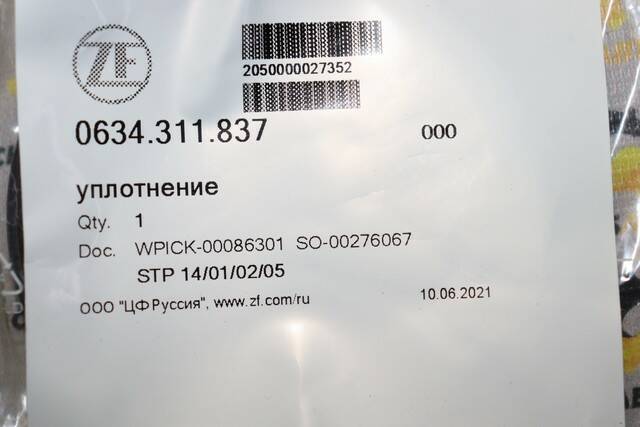 ZF
2050000027352
0634.311.837 000
уплотнение
Qty. 1
Doc. WPICK-00086301 SO-00276067
STP 14/01/02/05
ООО "ЦФ Руссия", www.zf.com/ru 10.06.2021